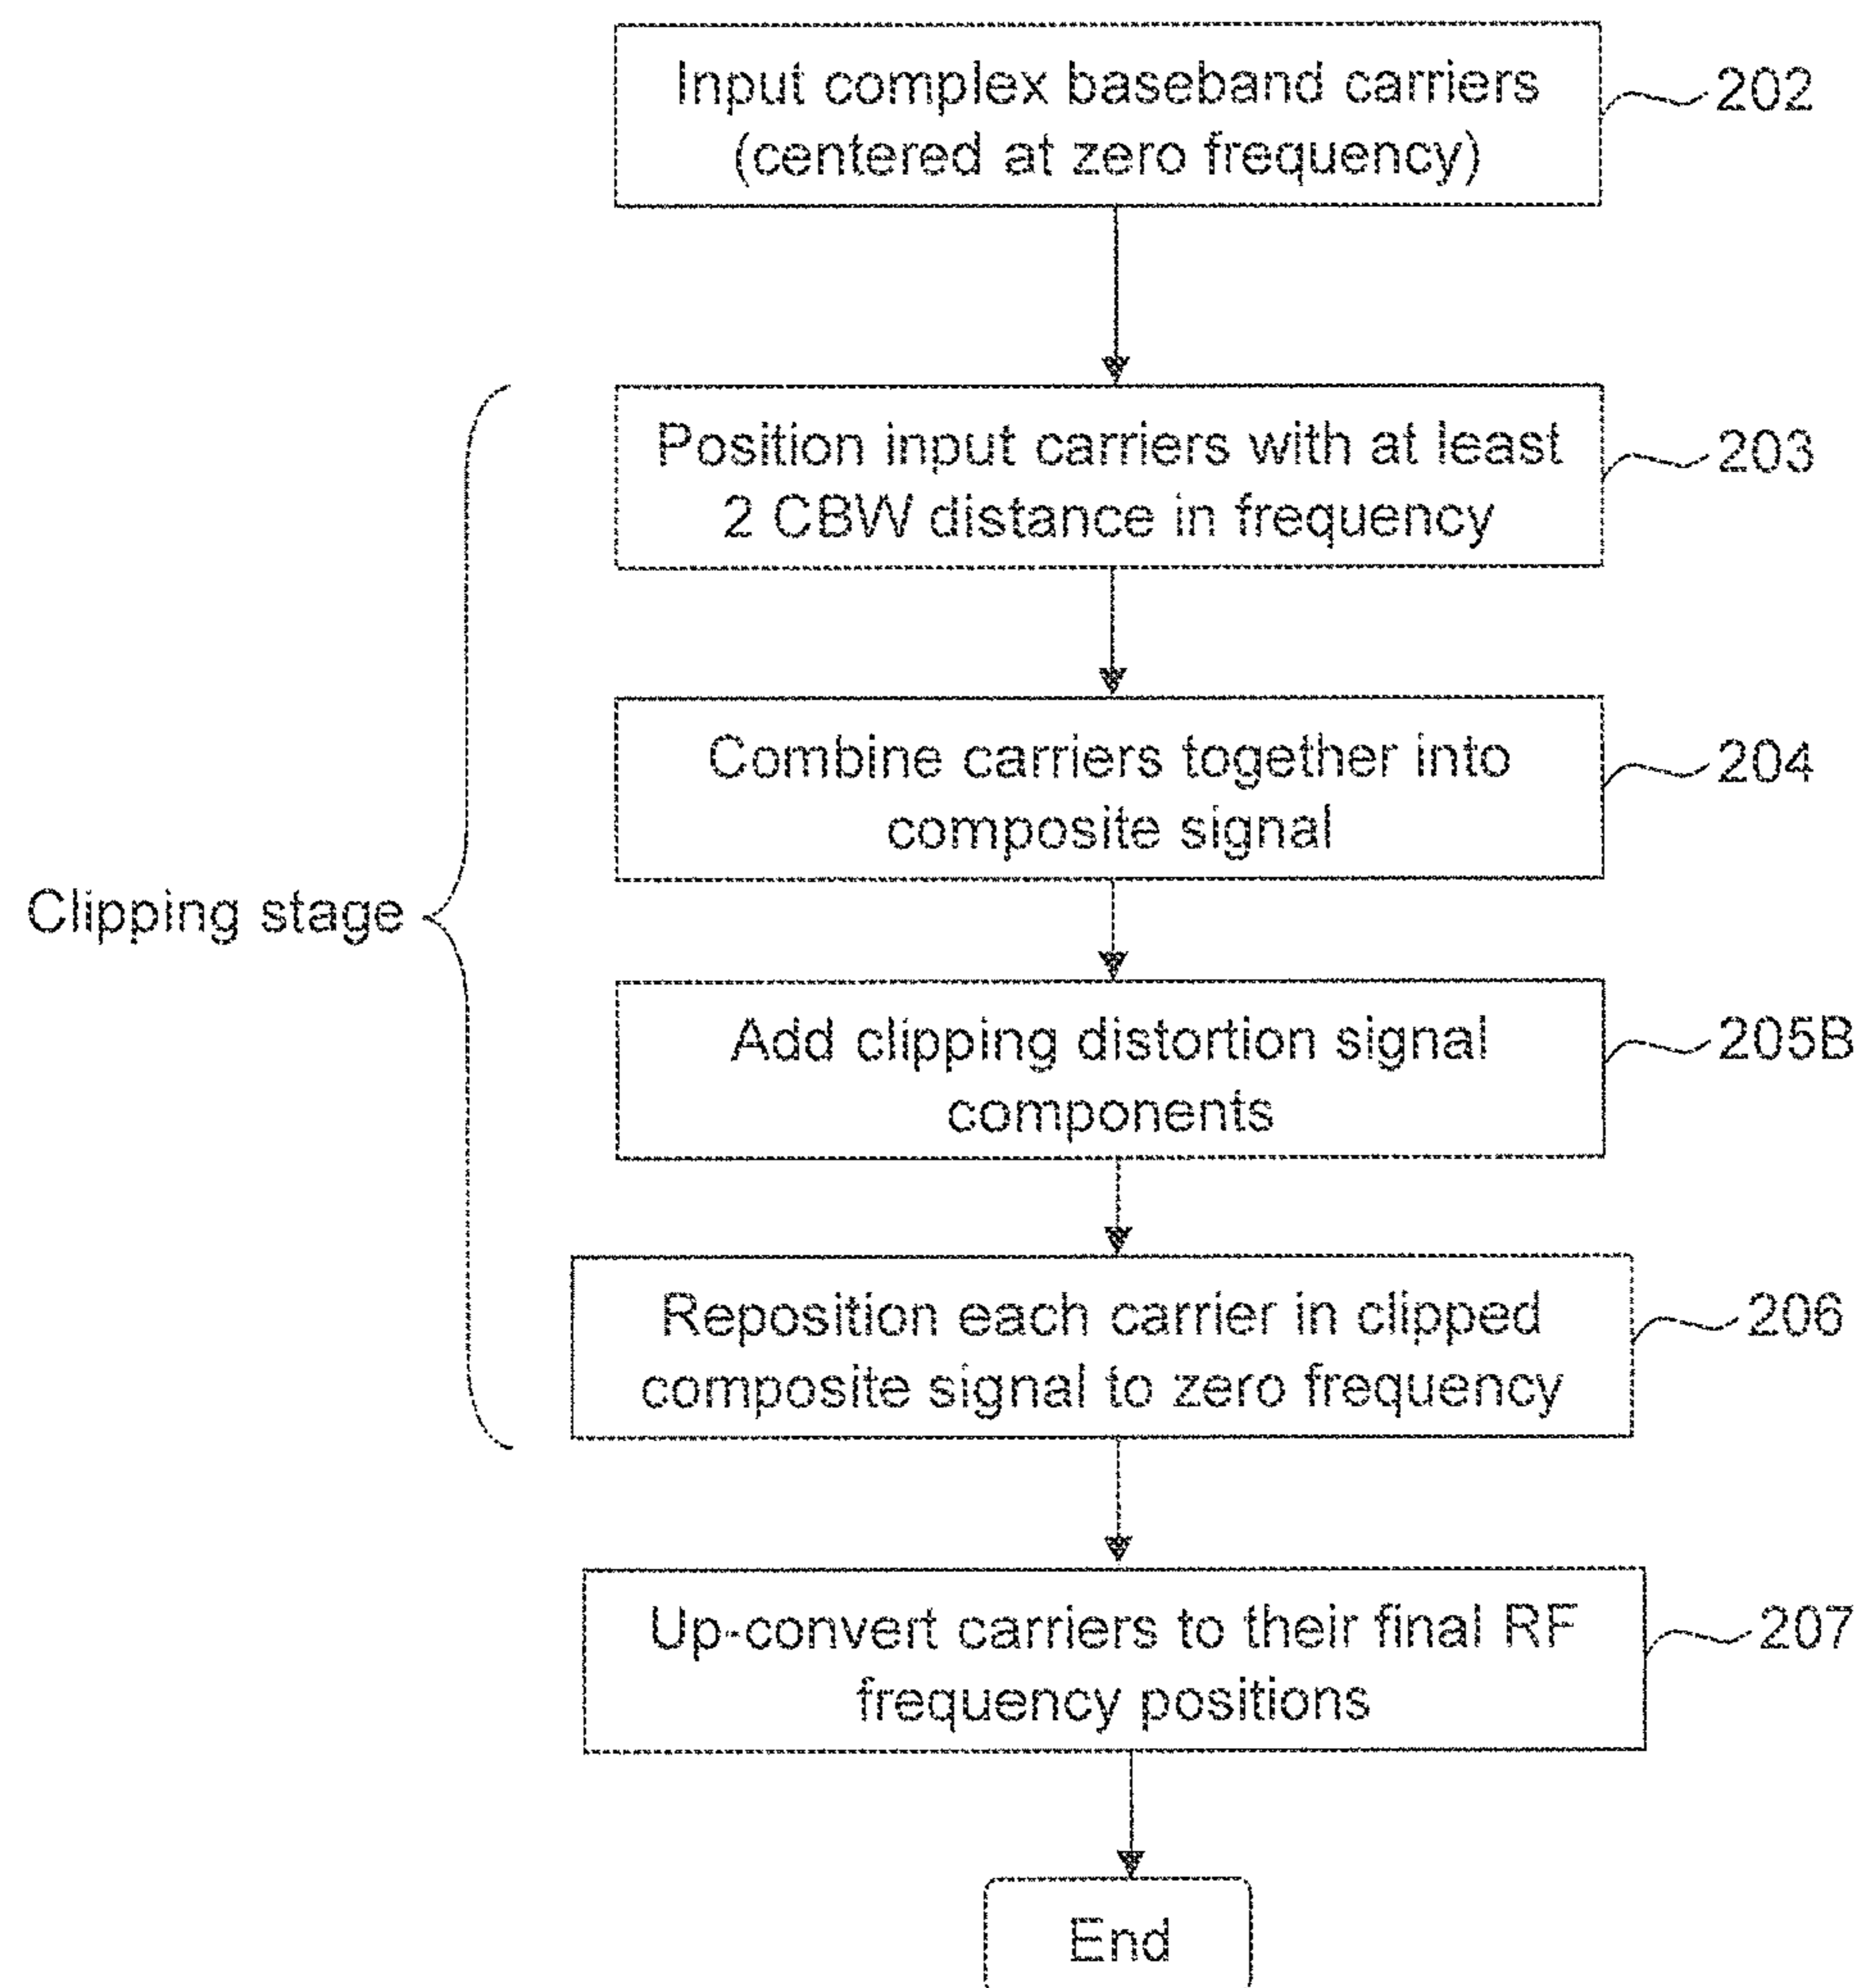 Input complex baseband carriers
(centered at zero frequency)
202
Position input carriers with at least
2 CBW distance in frequency
203
Combine carriers together into
composite signal
204
Clipping stage
Add clipping distortion signal
components
205B
Reposition each carrier in clipped
composite signal to zero frequency
206
Up-convert carriers to their final RF
frequency positions
207
End